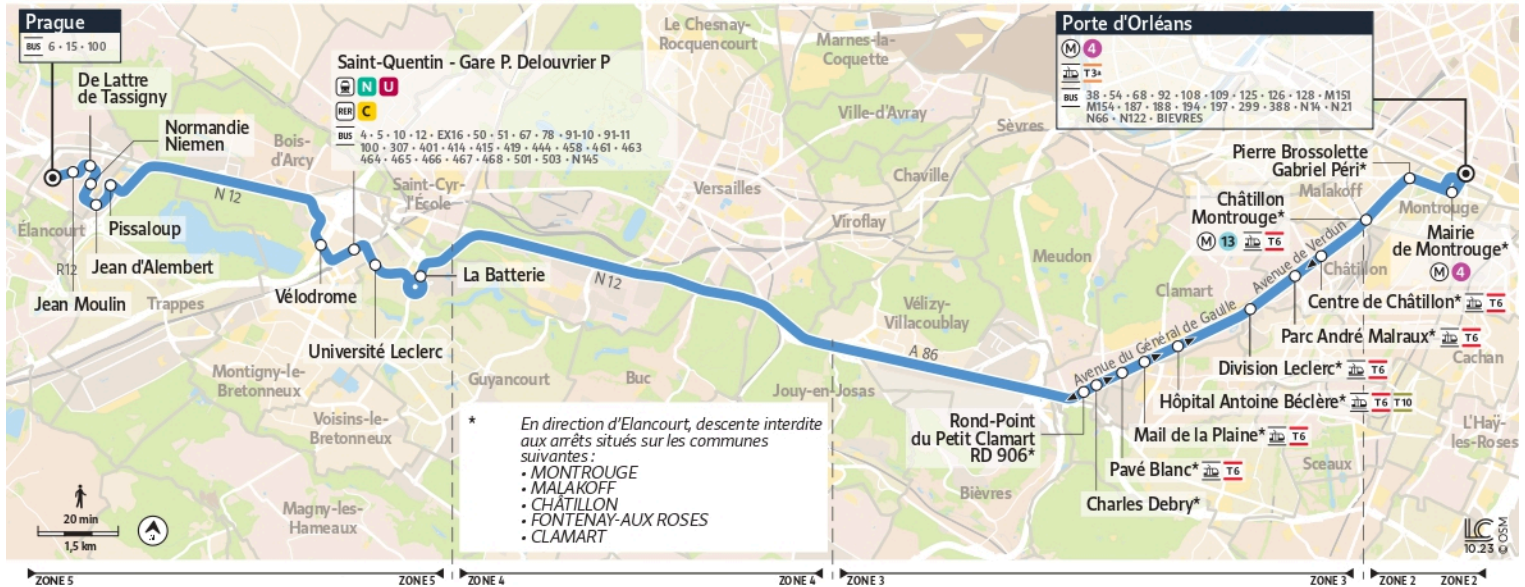 Prague
BUS 6 • 15 • 100
De Lattre
de Tassigny
Normandie
Niemen
Saint-Quentin - Gare P. Delouvrier P
N U
RER C
BUS 4 • 5 • 10 • 12 • EX16 • 50 • 51 • 67 • 78 • 91-10 • 91-11
100 • 307 • 401 • 414 • 415 • 419 • 444 • 458 • 461 • 463
464 • 465 • 466 • 467 • 468 • 501 • 503 • N145
Le Chesnay-
Rocquencourt
Marnes-la-
Coquette
Porte d'Orléans
M 4
T3a
BUS 38 • 54 • 68 • 92 • 108 • 109 • 125 • 126 • 128 • M151
M154 • 187 • 188 • 194 • 197 • 299 • 388 • N14 • N21
N66 • N122 • BIEVRES
Ville-d'Avray
Sèvres
Bois-
d'Arcy
Saint-Cyr-
l'École
Versailles
Chaville
Viroflay
Pierre Brossolette
Gabriel Péri*
Malakoff
Montrouge
Châtillon
Montrouge*
M 13 T6
Mairie
de Montrouge*
M 4
N 12
Élancourt
Pissaloup
Jean d'Alembert
R12
Jean Moulin
Trappes
Vélodrome
La Batterie
Université Leclerc
N 12
Meudon
Vélizy-
Villacoublay
Clamart
Avenue de Verdun
Châtillon
Avenue du Général de Gaulle
A 86
Centre de Châtillon* T6
Parc André Malraux* T6
Cachan
Division Leclerc* T6
Hôpital Antoine Béclère* T6 T10
Mail de la Plaine* T6
Pavé Blanc* T6
Charles Debry*
Rond-Point
du Petit Clamart
RD 906*
L'Haÿ-
les-Roses
Sceaux
Bièvres
Montigny-le-
Bretonneux
Guyancourt
Buc
Jouy-en-Josas
Voisins-le-
Bretonneux
Magny-les-
Hameaux
* En direction d'Elancourt, descente interdite
aux arrêts situés sur les communes
suivantes :
• MONTROUGE
• MALAKOFF
• CHÂTILLON
• FONTENAY-AUX ROSES
• CLAMART
20 min
1,5 km
LC
10.23
© OSM
ZONE 5 ZONE 5 ZONE 4 ZONE 4 ZONE 3 ZONE 3 ZONE 2 ZONE 2